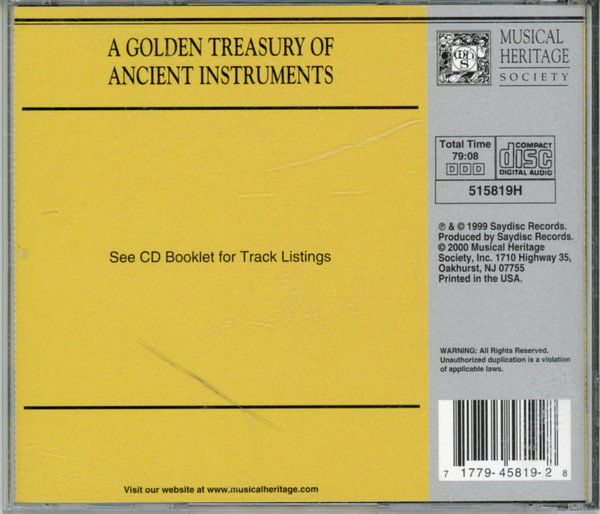 A GOLDEN TREASURY OF
ANCIENT INSTRUMENTS
See CD Booklet for Track Listings
Visit our website at www.musicalheritage.com
MUSICAL
HERITAGE
SOCIETY
Total Time
79:08
DDD
COMPACT
disc
DIGITAL AUDIO
515819H
℗ & © 1999 Saydisc Records.
Produced by Saydisc Records.
© 2000 Musical Heritage
Society, Inc. 1710 Highway 35,
Oakhurst, NJ 07755
Printed in the USA.
WARNING: All Rights Reserved.
Unauthorized duplication is a violation
of applicable laws.
7 1779-45819-2 8